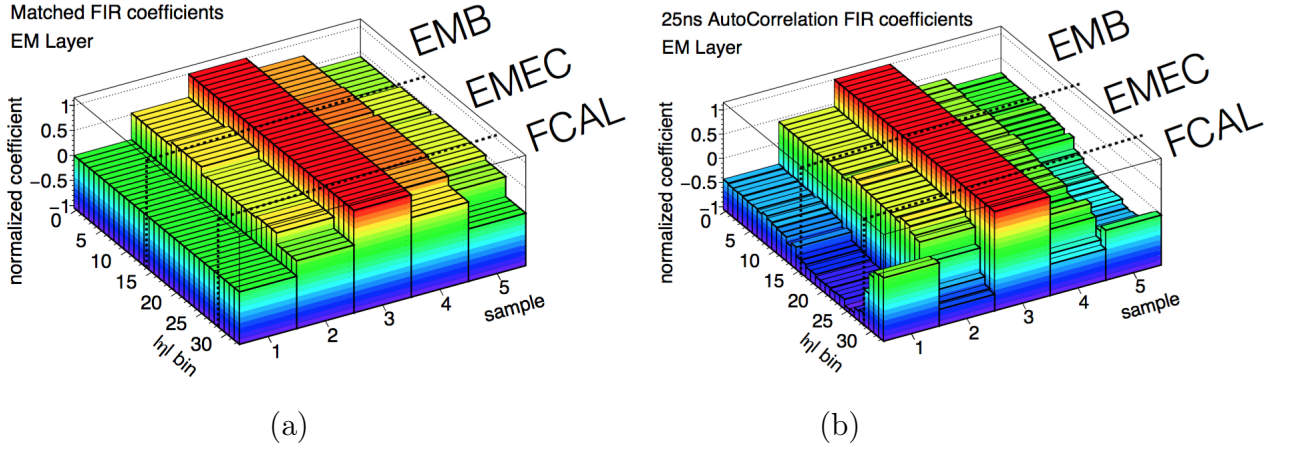 Matched FIR coefficients
EM Layer
EMB
EMEC
FCAL
normalized coefficient
1
0.5
0
−0.5
−1
0
5
10
15
20
25
30
hηl bin
1
2
3
4
5
sample
(a)
25ns AutoCorrelation FIR coefficients
EM Layer
EMB
EMEC
FCAL
normalized coefficient
1
0.5
0
−0.5
−1
0
5
10
15
20
25
30
hηl bin
1
2
3
4
5
sample
(b)